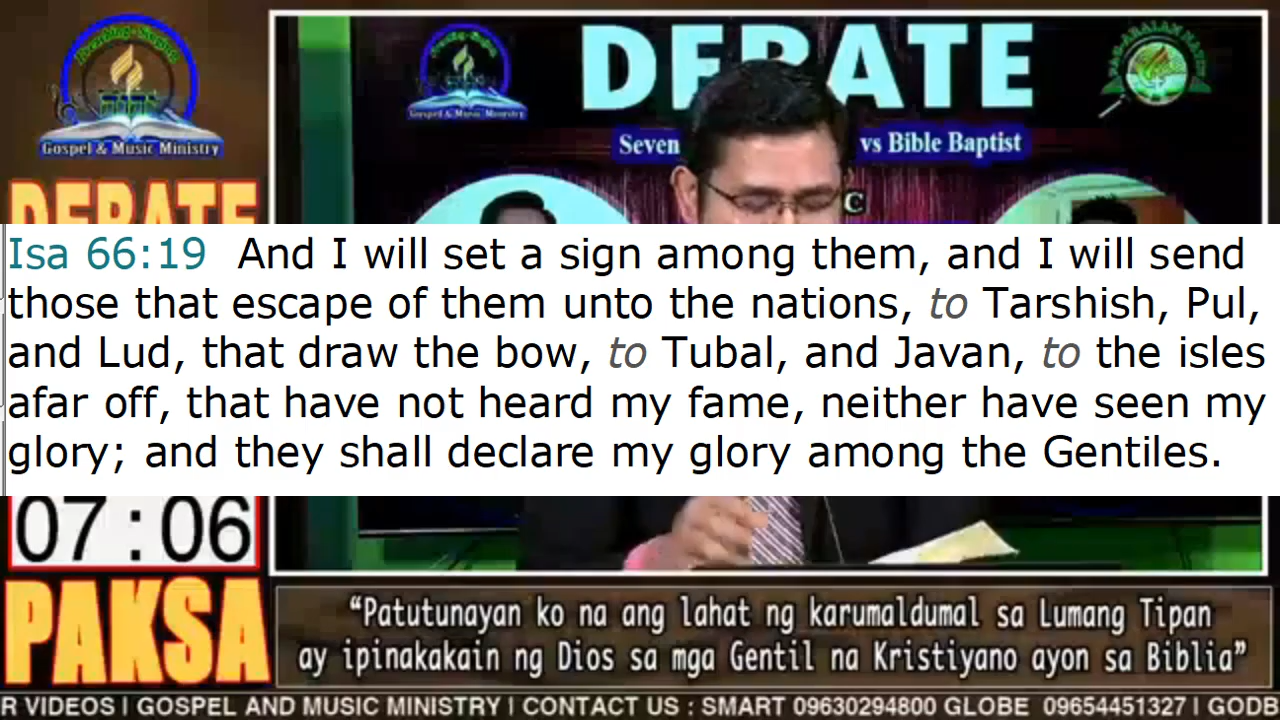 Gospel & Music Ministry
DEBATE
DEBATE
Gospel & Music Ministry
Seven vs Bible Baptist
C
Isa 66:19 And I will set a sign among them, and I will send
those that escape of them unto the nations, to Tarshish, Pul,
and Lud, that draw the bow, to Tubal, and Javan, to the isles
afar off, that have not heard my fame, neither have seen my
glory; and they shall declare my glory among the Gentiles.
07:06
PAKSA
“Patutunayan ko na ang lahat ng karumaldumal sa Lumang Tipan
ay ipinakakain ng Dios sa mga Gentil na Kristiyano ayon sa Biblia”
R VIDEOS | GOSPEL AND MUSIC MINISTRY | CONTACT US : SMART 09630294800 GLOBE 09654451327 | GODB